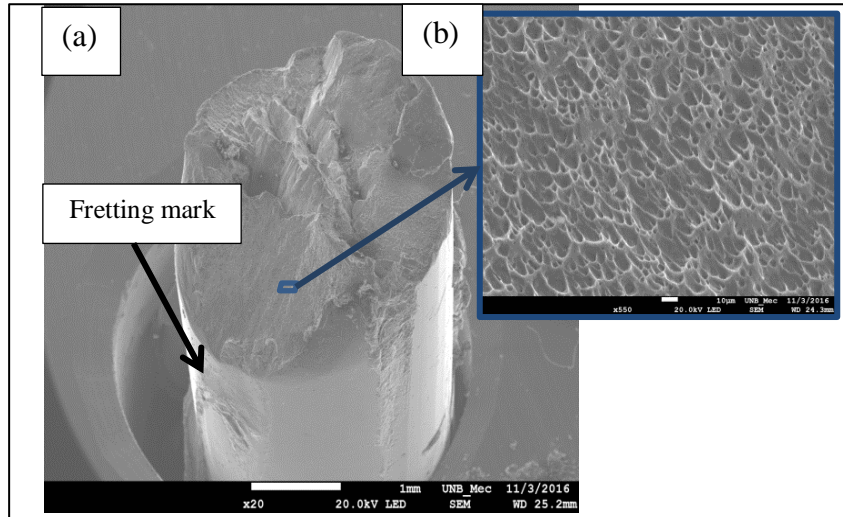 (a)
(b)
Fretting mark
10μm UNB_Mec 11/3/2016
x550 20.0kV LED SEM WD 24.3mm
1mm UNB_Mec 11/3/2016
x20 20.0kV LED SEM WD 25.2mm